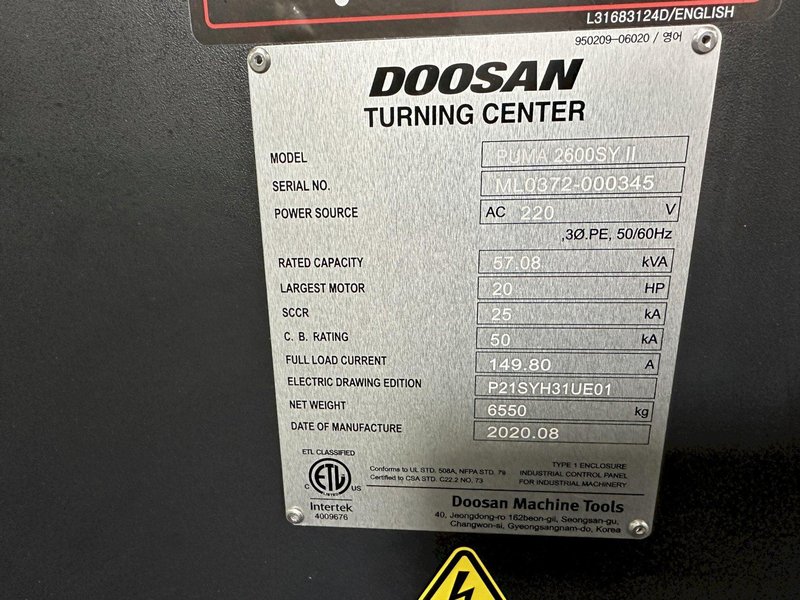 L31683124D/ENGLISH
950209-06020 / 영어
DOOSAN
TURNING CENTER
MODEL PUMA 2600SY II
SERIAL NO. ML0372-000345
POWER SOURCE AC 220 V
,3Ø.PE, 50/60Hz
RATED CAPACITY 57.08 kVA
LARGEST MOTOR 20 HP
SCCR 25 kA
C. B. RATING 50 kA
FULL LOAD CURRENT 149.80 A
ELECTRIC DRAWING EDITION P21SYH31UE01
NET WEIGHT 6550 kg
DATE OF MANUFACTURE 2020.08
ETL CLASSIFIED
C ETL US
Intertek
4009676
Conforms to UL STD. 508A, NFPA STD. 79
Certified to CSA STD. C22.2 NO. 73
TYPE 1 ENCLOSURE
INDUSTRIAL CONTROL PANEL
FOR INDUSTRIAL MACHINERY
Doosan Machine Tools
40, Jeongdong-ro 162beon-gil, Seongsan-gu,
Changwon-si, Gyeongsangnam-do, Korea